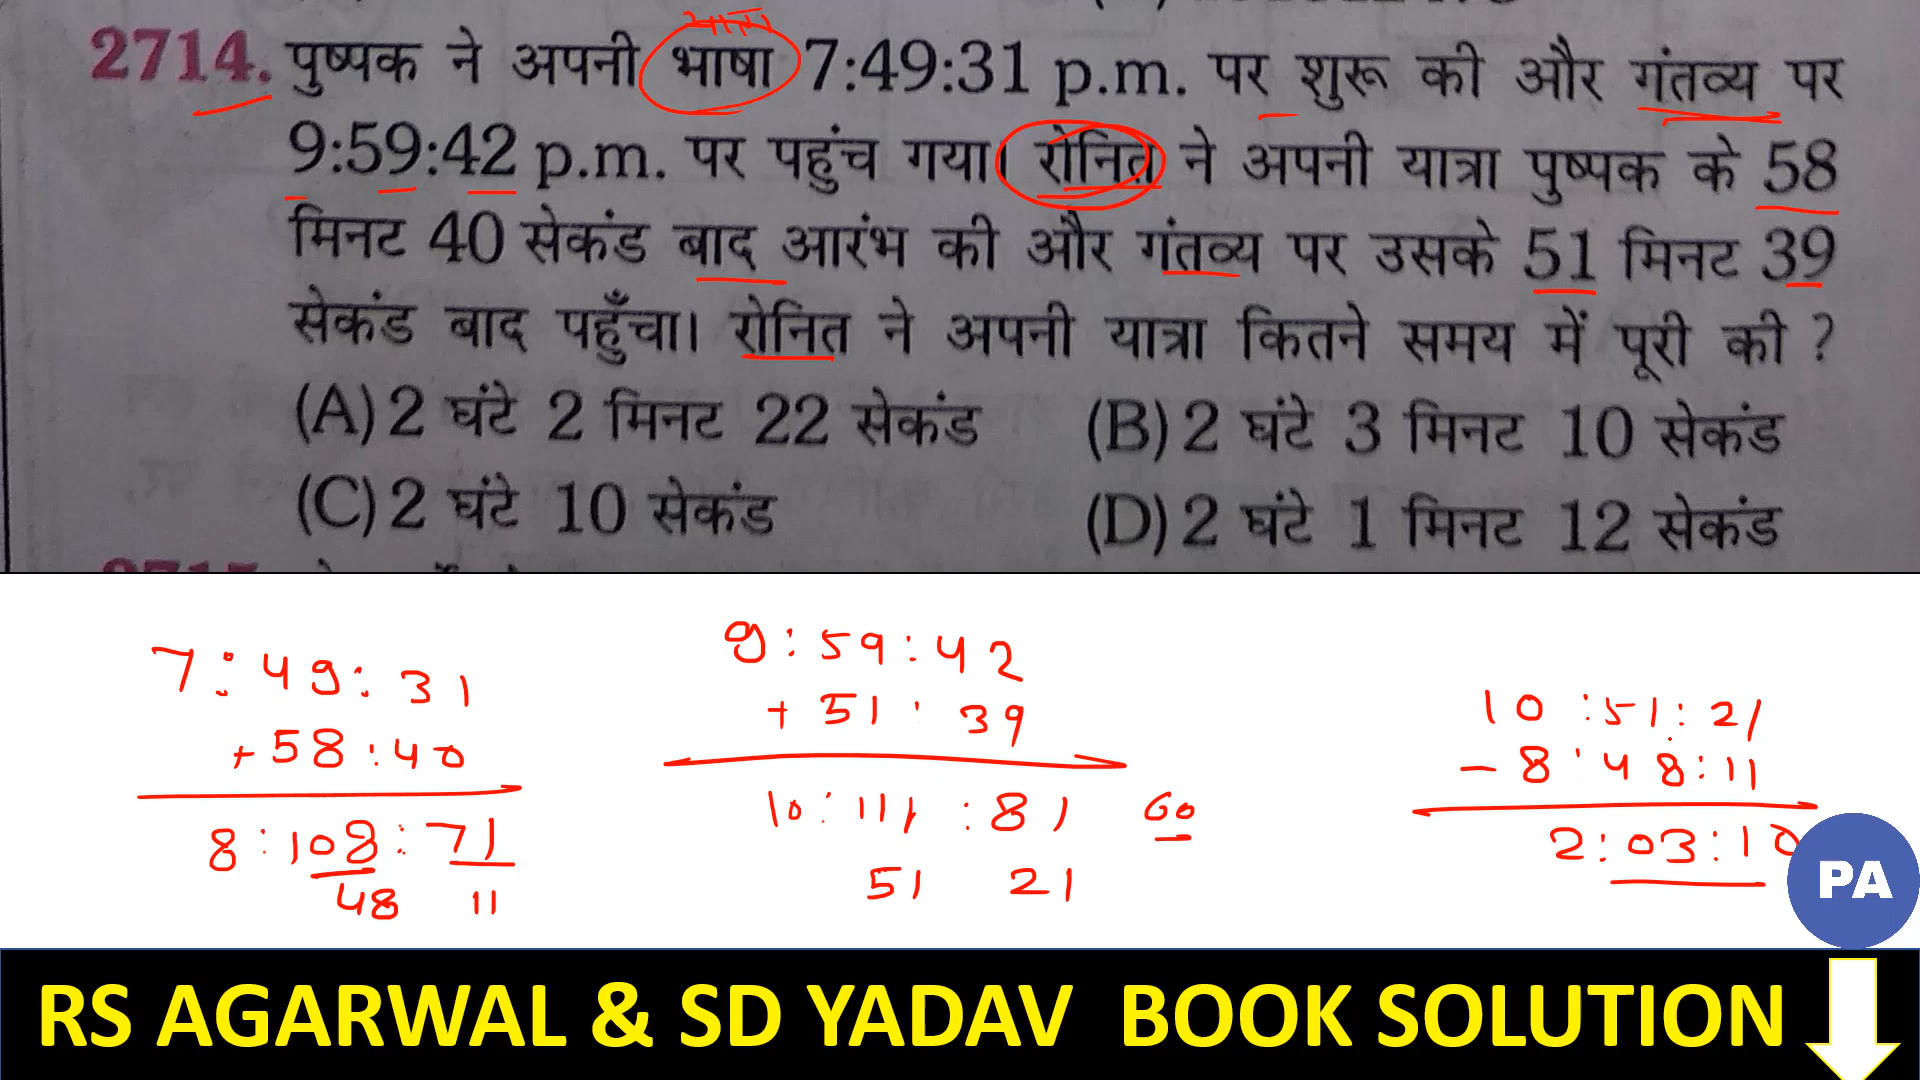 यात्रा
2714. पुष्पक ने अपनी भाषा 7:49:31 p.m. पर शुरू की और गंतव्य पर
9:59:42 p.m. पर पहुंच गया। रोनित ने अपनी यात्रा पुष्पक के 58
मिनट 40 सेकंड बाद आरंभ की और गंतव्य पर उसके 51 मिनट 39
सेकंड बाद पहुँचा। रोनित ने अपनी यात्रा कितने समय में पूरी की ?
(A) 2 घंटे 2 मिनट 22 सेकंड (B) 2 घंटे 3 मिनट 10 सेकंड
(C) 2 घंटे 10 सेकंड (D) 2 घंटे 1 मिनट 12 सेकंड
7:49:31
+58:40
8:108:71
48 11
9:59:42
+51:39
10:111:81 60
51 21
10:51:21
-8:48:11
2:03:10
PA
RS AGARWAL & SD YADAV BOOK SOLUTION